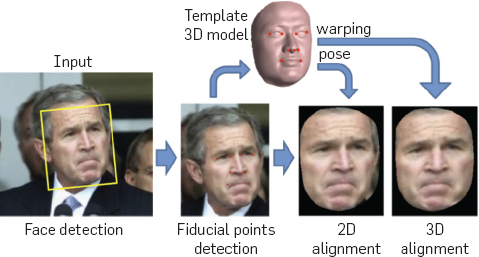 Template
3D model
warping
pose
Input
Face detection
Fiducial points
detection
2D
alignment
3D
alignment